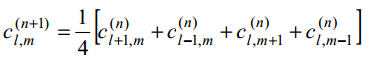 $c_{l,m}^{(n+1)} = \frac{1}{4}\left[c_{l+1,m}^{(n)} + c_{l-1,m}^{(n)} + c_{l,m+1}^{(n)} + c_{l,m-1}^{(n)}\right]$